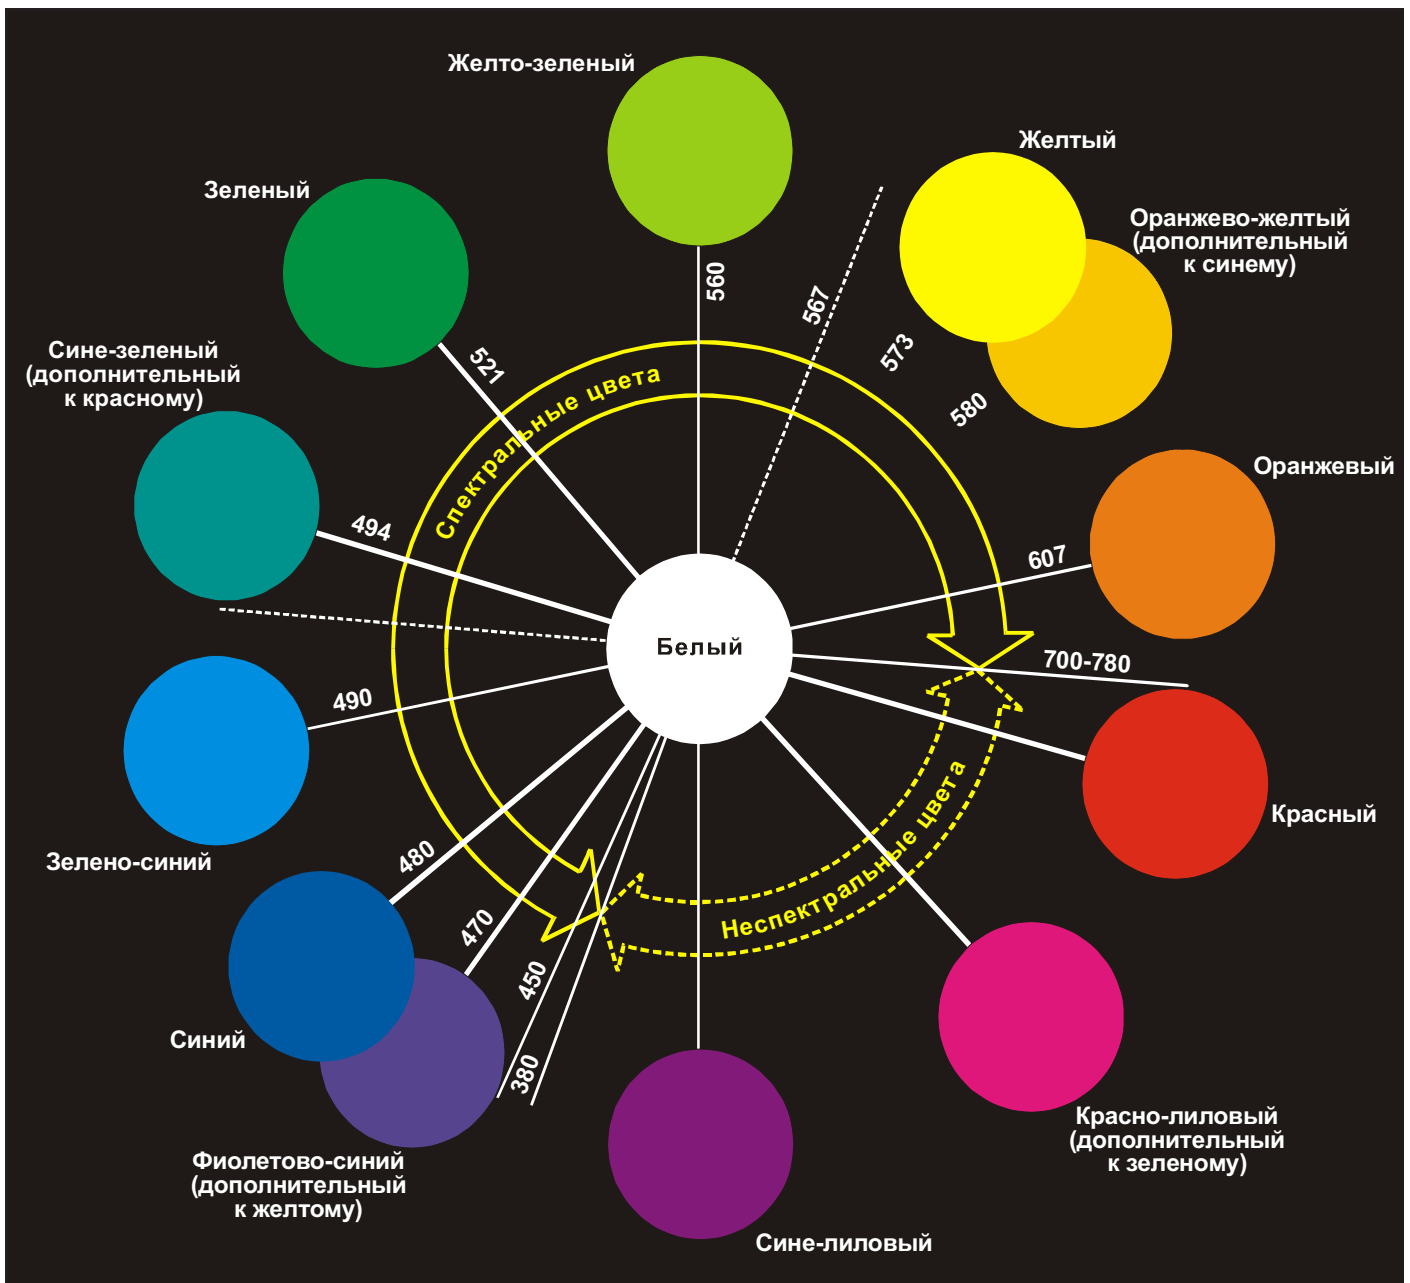 Желто-зеленый
Желтый
Зеленый
Оранжево-желтый
(дополнительный
к синему)
560
567
573
580
521
Сине-зеленый
(дополнительный
к красному)
Спектральные цвета
Оранжевый
494
607
Белый
700-780
490
Красный
Зелено-синий
480
470
450
380
Нeспектральные цвета
Синий
Красно-лиловый
(дополнительный
к зеленому)
Фиолетово-синий
(дополнительный
к желтому)
Сине-лиловый